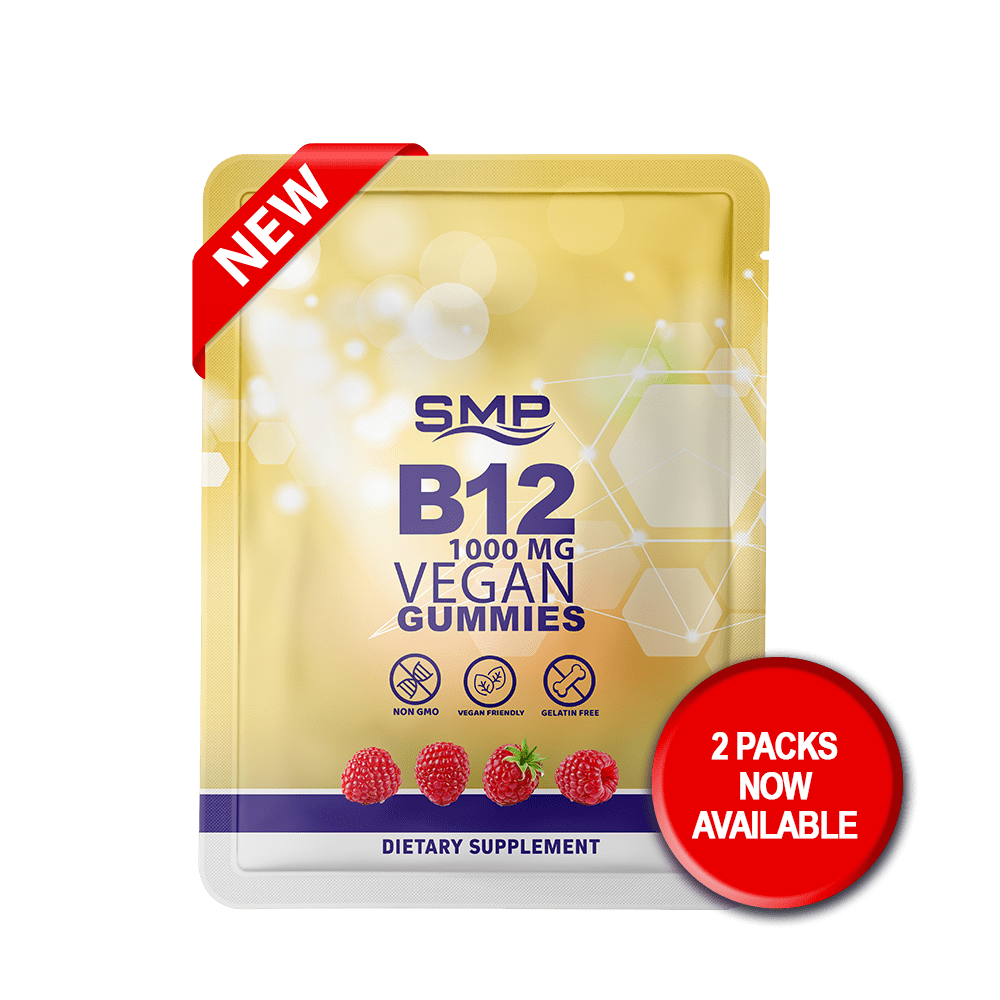 NEW
SMP
B12
1000 MG
VEGAN
GUMMIES
NON GMO
VEGAN FRIENDLY
GELATIN FREE
DIETARY SUPPLEMENT
2 PACKS
NOW
AVAILABLE